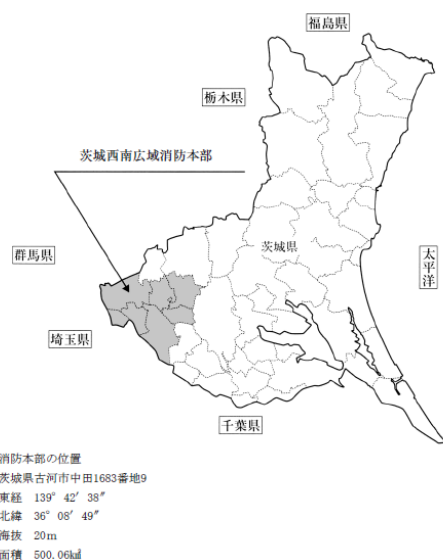 福島県
栃木県
茨城西南広域消防本部
群馬県
茨城県
太平洋
埼玉県
千葉県
消防本部の位置
茨城県古河市中田1683番地9
東経 139° 42′ 38″
北緯 36° 08′ 49″
海抜 20m
面積 500.06㎢